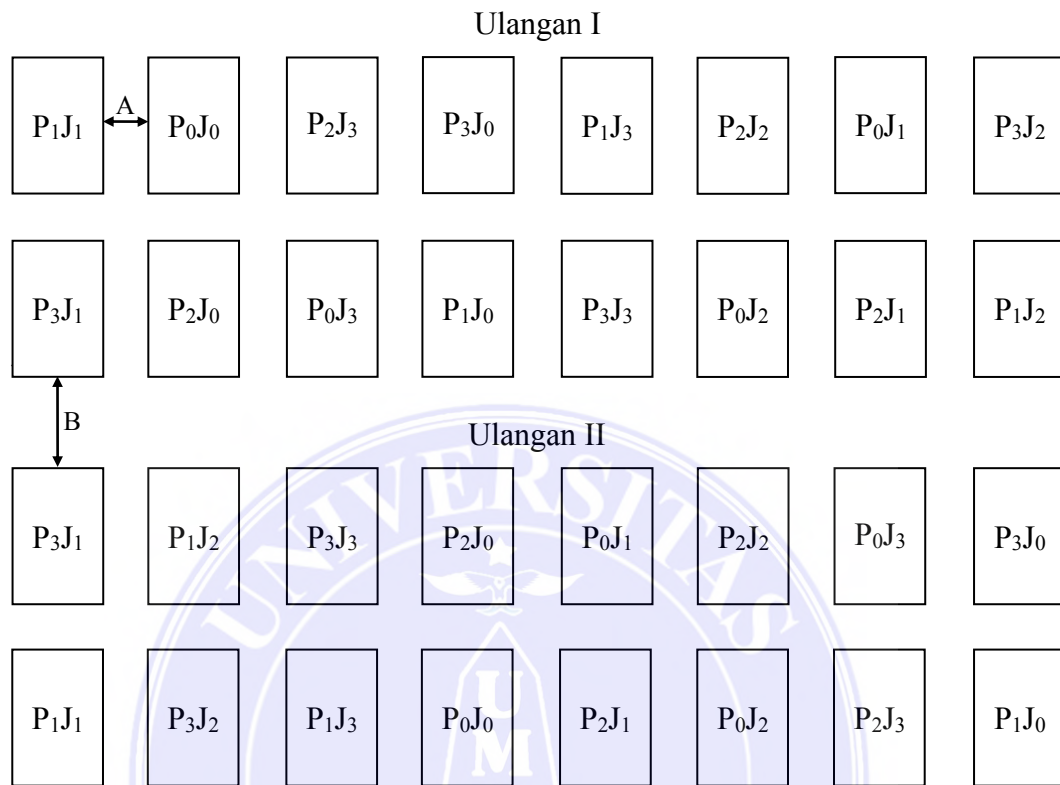 Ulangan I
P₁J₁ A P₀J₀ P₂J₃ P₃J₀ P₁J₃ P₂J₂ P₀J₁ P₃J₂
P₃J₁ P₂J₀ P₀J₃ P₁J₀ P₃J₃ P₀J₂ P₂J₁ P₁J₂
B
Ulangan II
P₃J₁ P₁J₂ P₃J₃ P₂J₀ P₀J₁ P₂J₂ P₀J₃ P₃J₀
P₁J₁ P₃J₂ P₁J₃ P₀J₀ P₂J₁ P₀J₂ P₂J₃ P₁J₀
UNIVERSITAS
U
M